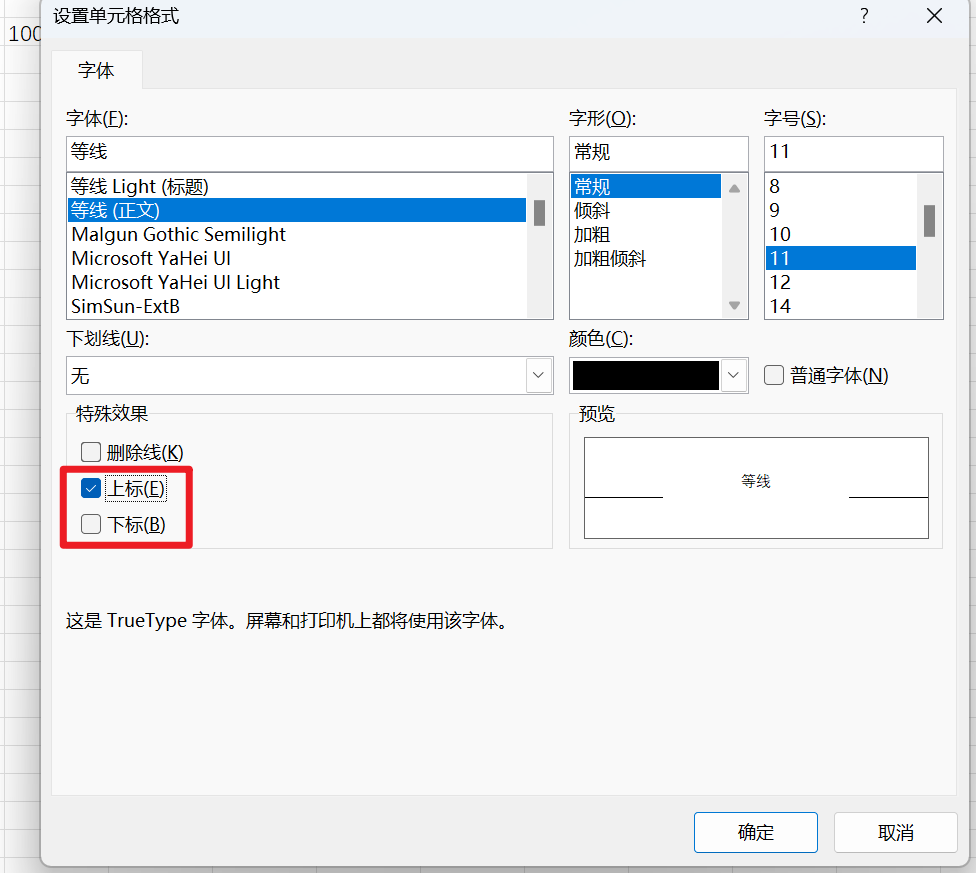 设置单元格格式 ?
100
字体
字体(F): 字形(O): 字号(S):
等线 常规 11
等线 Light (标题) 常规 8
等线 (正文) 倾斜 9
Malgun Gothic Semilight 加粗 10
Microsoft YaHei UI 加粗倾斜 11
Microsoft YaHei UI Light 12
SimSun-ExtB 14
下划线(U): 颜色(C):
无 普通字体(N)
特殊效果 预览
删除线(K)
上标(E) 等线
下标(B)
这是 TrueType 字体。屏幕和打印机上都将使用该字体。
确定 取消